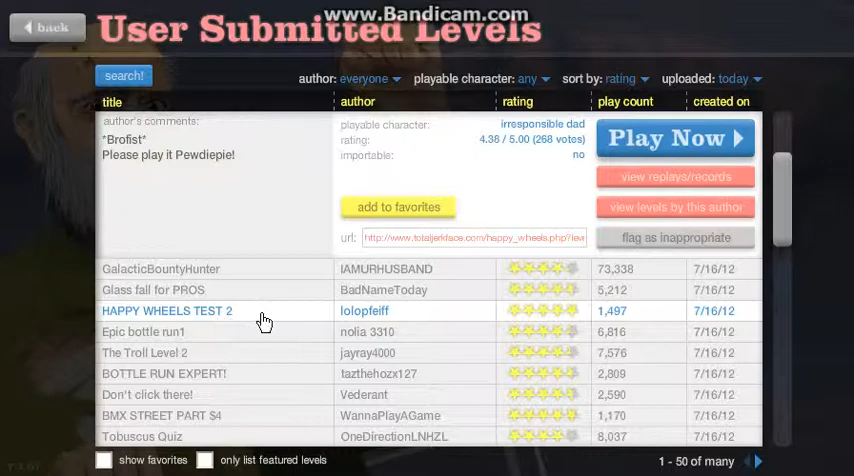 www.Bandicam.com
back
User Submitted Levels
search!
author: everyone playable character: any sort by: rating uploaded: today
title author rating play count created on
author's comments:
*Brofist*
Please play it Pewdiepie!
playable character: irresponsible dad
rating: 4.38 / 5.00 (268 votes)
importable: no
Play Now
view replays/records
add to favorites
view levels by this author
url: http://www.totaljerkface.com/happy_wheels.php?leve
flag as inappropriate
GalacticBountyHunter IAMURHUSBAND 73,338 7/16/12
Glass fall for PROS BadNameToday 5,212 7/16/12
HAPPY WHEELS TEST 2 lolopfeiff 1,497 7/16/12
Epic bottle run1 nolia 3310 6,816 7/16/12
The Troll Level 2 jayray4000 7,576 7/16/12
BOTTLE RUN EXPERT! tazthehozx127 2,809 7/16/12
Don't click there! Vederant 2,590 7/16/12
BMX STREET PART $4 WannaPlayAGame 1,170 7/16/12
Tobuscus Quiz OneDirectionLNHZL 8,037 7/16/12
show favorites only list featured levels 1 - 50 of many